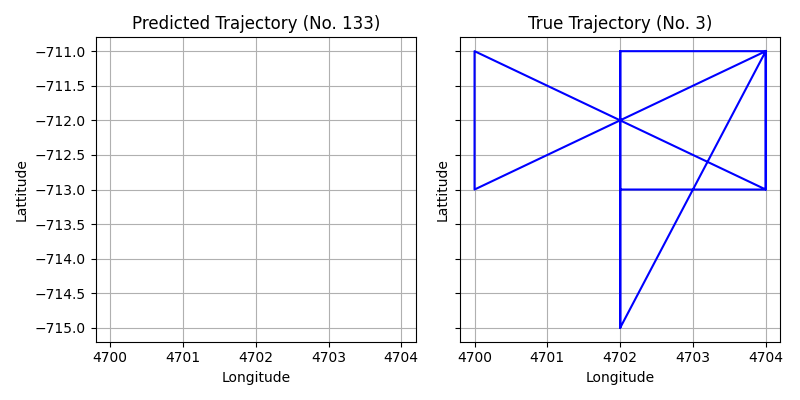 Predicted Trajectory (No. 133)
True Trajectory (No. 3)
Lattitude
−711.0
−711.5
−712.0
−712.5
−713.0
−713.5
−714.0
−714.5
−715.0
4700 4701 4702 4703 4704
Longitude
Lattitude
4700 4701 4702 4703 4704
Longitude